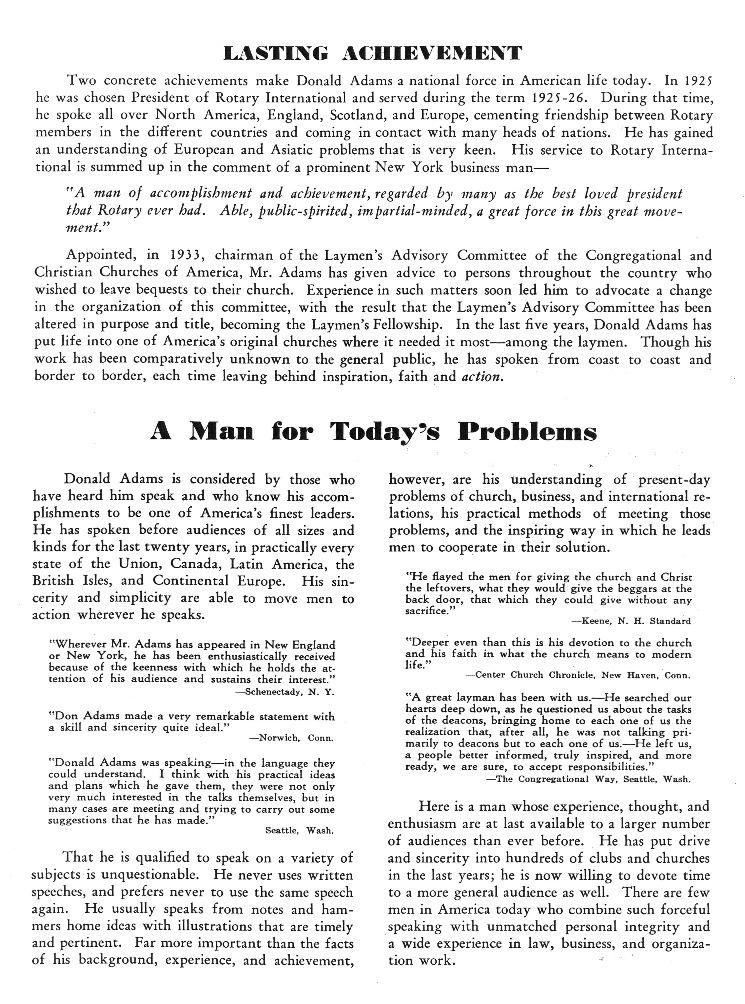 LASTING ACHIEVEMENT
Two concrete achievements make Donald Adams a national force in American life today. In 1925
he was chosen President of Rotary International and served during the term 1925-26. During that time,
he spoke all over North America, England, Scotland, and Europe, cementing friendship between Rotary
members in the different countries and coming in contact with many heads of nations. He has gained
an understanding of European and Asiatic problems that is very keen. His service to Rotary Interna-
tional is summed up in the comment of a prominent New York business man—
"A man of accomplishment and achievement, regarded by many as the best loved president
that Rotary ever had. Able, public-spirited, impartial-minded, a great force in this great move-
ment."
Appointed, in 1933, chairman of the Laymen's Advisory Committee of the Congregational and
Christian Churches of America, Mr. Adams has given advice to persons throughout the country who
wished to leave bequests to their church. Experience in such matters soon led him to advocate a change
in the organization of this committee, with the result that the Laymen's Advisory Committee has been
altered in purpose and title, becoming the Laymen's Fellowship. In the last five years, Donald Adams has
put life into one of America's original churches where it needed it most—among the laymen. Though his
work has been comparatively unknown to the general public, he has spoken from coast to coast and
border to border, each time leaving behind inspiration, faith and action.
A Man for Today's Problems
Donald Adams is considered by those who
have heard him speak and who know his accom-
plishments to be one of America's finest leaders.
He has spoken before audiences of all sizes and
kinds for the last twenty years, in practically every
state of the Union, Canada, Latin America, the
British Isles, and Continental Europe. His sin-
cerity and simplicity are able to move men to
action wherever he speaks.
"Wherever Mr. Adams has appeared in New England
or New York, he has been enthusiastically received
because of the keenness with which he holds the at-
tention of his audience and sustains their interest."
—Schenectady, N. Y.
"Don Adams made a very remarkable statement with
a skill and sincerity quite ideal."
—Norwich, Conn.
"Donald Adams was speaking—in the language they
could understand. I think with his practical ideas
and plans which he gave them, they were not only
very much interested in the talks themselves, but in
many cases are meeting and trying to carry out some
suggestions that he has made."
Seattle, Wash.
That he is qualified to speak on a variety of
subjects is unquestionable. He never uses written
speeches, and prefers never to use the same speech
again. He usually speaks from notes and ham-
mers home ideas with illustrations that are timely
and pertinent. Far more important than the facts
of his background, experience, and achievement,
however, are his understanding of present-day
problems of church, business, and international re-
lations, his practical methods of meeting those
problems, and the inspiring way in which he leads
men to cooperate in their solution.
"He flayed the men for giving the church and Christ
the leftovers, what they would give the beggars at the
back door, that which they could give without any
sacrifice."
—Keene, N. H. Standard
"Deeper even than this is his devotion to the church
and his faith in what the church means to modern
life."
—Center Church Chronicle, New Haven, Conn.
"A great layman has been with us.—He searched our
hearts deep down, as he questioned us about the tasks
of the deacons, bringing home to each one of us the
realization that, after all, he was not talking pri-
marily to deacons but to each one of us.—He left us,
a people better informed, truly inspired, and more
ready, we are sure, to accept responsibilities."
—The Congregational Way, Seattle, Wash.
Here is a man whose experience, thought, and
enthusiasm are at last available to a larger number
of audiences than ever before. He has put drive
and sincerity into hundreds of clubs and churches
in the last years; he is now willing to devote time
to a more general audience as well. There are few
men in America today who combine such forceful
speaking with unmatched personal integrity and
a wide experience in law, business, and organiza-
tion work.